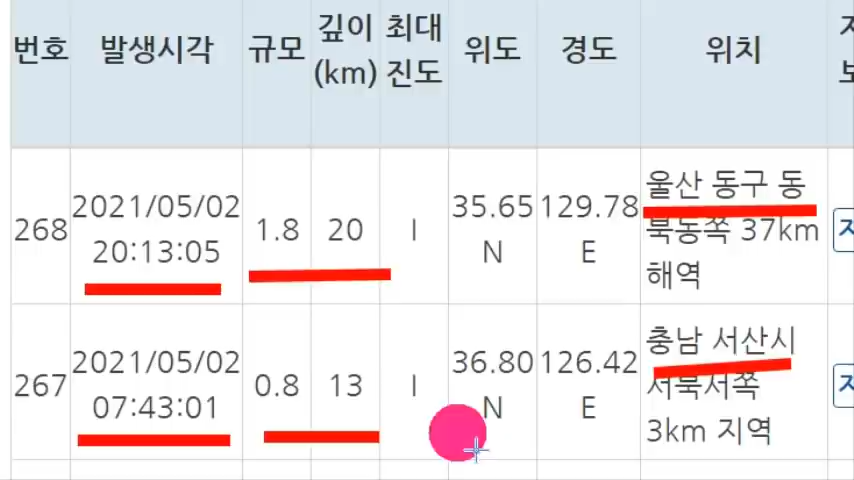 번호 발생시각 규모 깊이(km) 최대진도 위도 경도 위치
268 2021/05/02 20:13:05 1.8 20 I 35.65 N 129.78 E 울산 동구 동북동쪽 37km 해역
267 2021/05/02 07:43:01 0.8 13 I 36.80 N 126.42 E 충남 서산시 서북서쪽 3km 지역